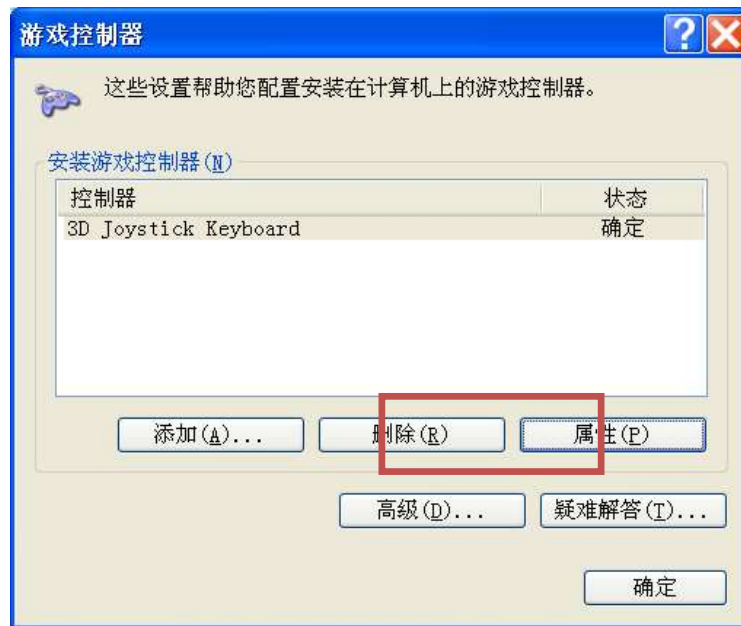 游戏控制器
这些设置帮助您配置安装在计算机上的游戏控制器。
安装游戏控制器(N)
控制器 状态
3D Joystick Keyboard 确定
添加(A)... 删除(R) 属性(P)
高级(D)... 疑难解答(T)...
确定